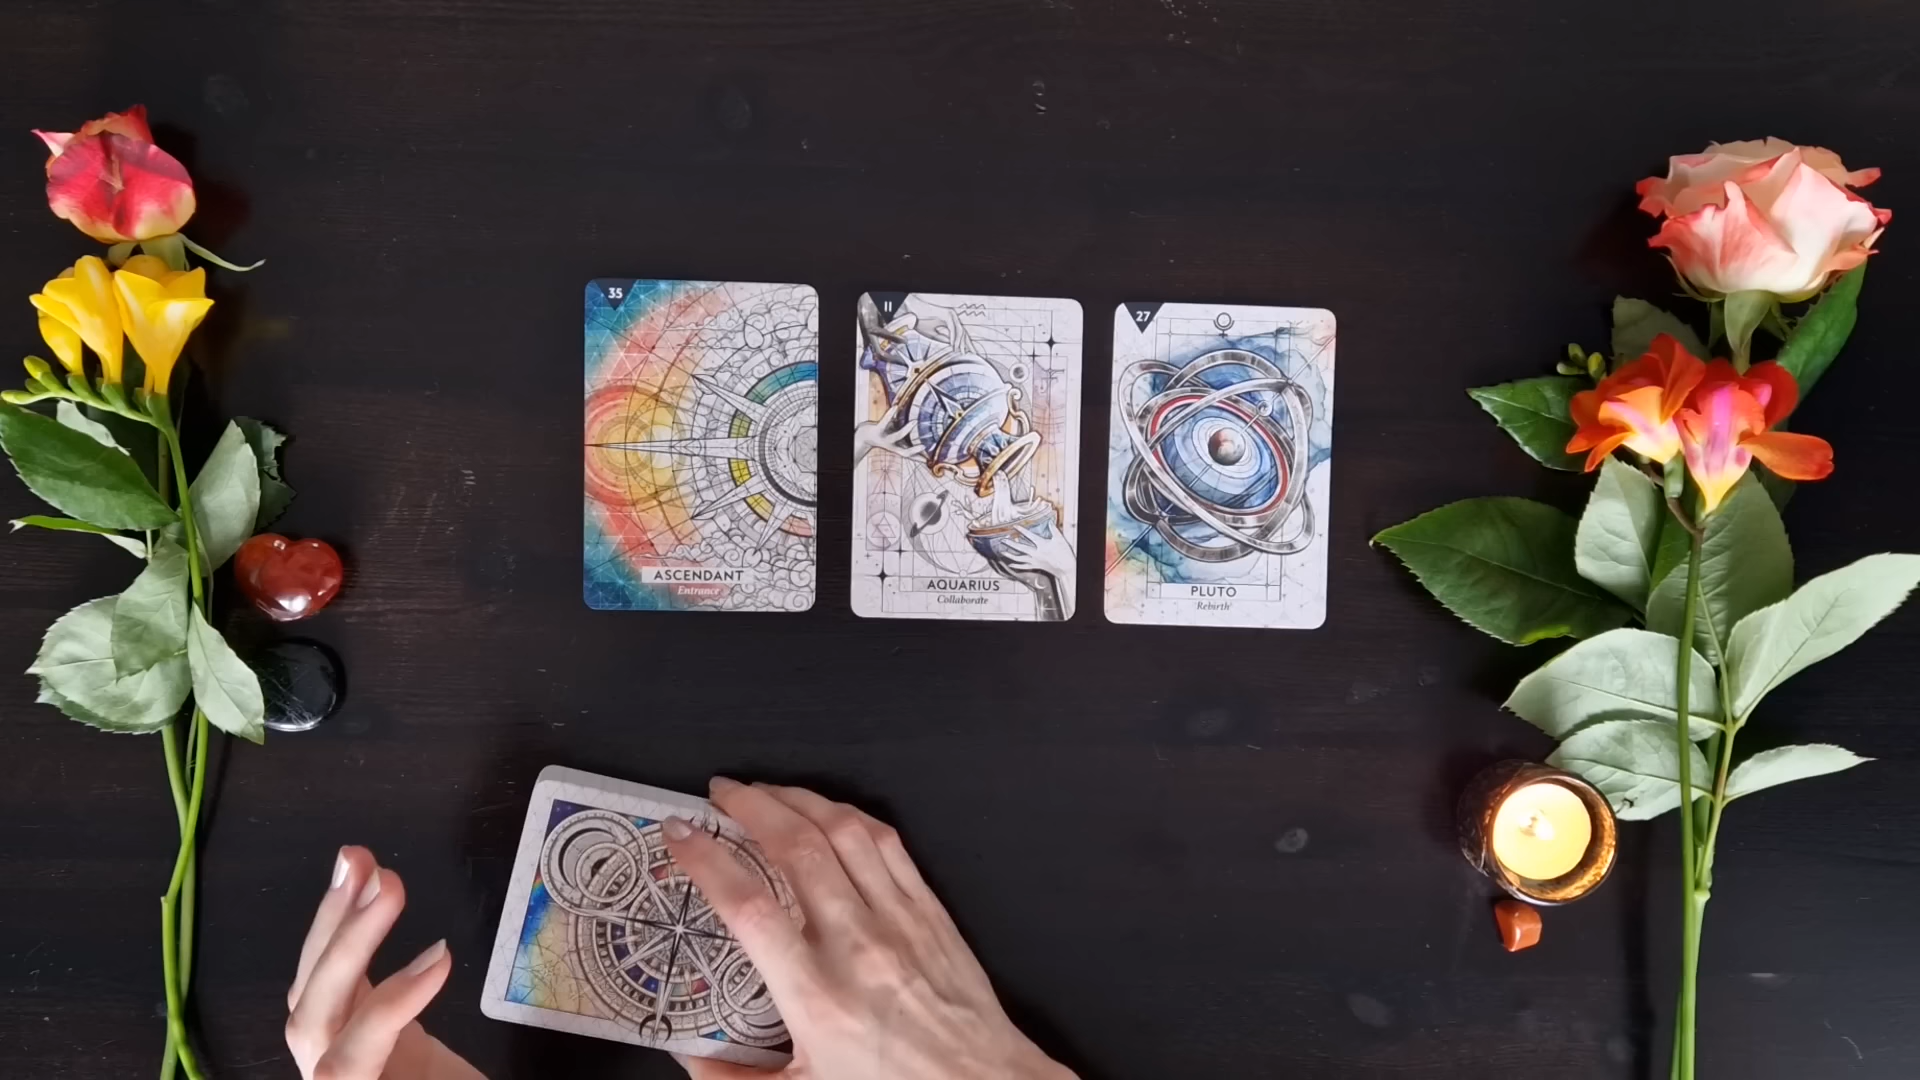 35
ASCENDANT
Entrance
11
AQUARIUS
Collaborate
27
PLUTO
Rebirth